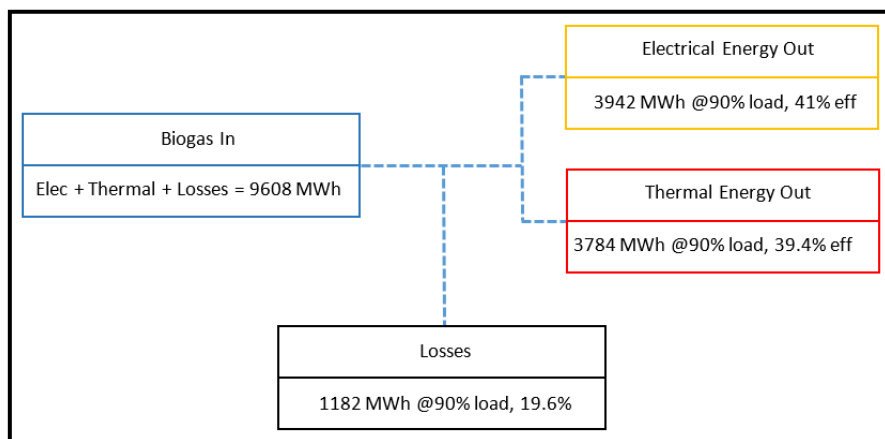 Electrical Energy Out
3942 MWh @90% load, 41% eff
Biogas In
Elec + Thermal + Losses = 9608 MWh
Thermal Energy Out
3784 MWh @90% load, 39.4% eff
Losses
1182 MWh @90% load, 19.6%